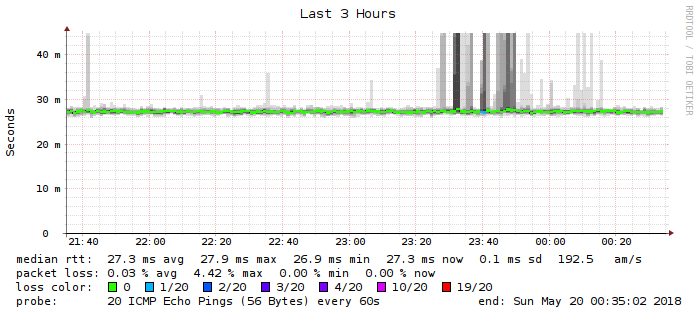 Last 3 Hours
RRDTOOL / TOBI OETIKER
Seconds
40 m
30 m
20 m
10 m
0
21:40 22:00 22:20 22:40 23:00 23:20 23:40 00:00 00:20
median rtt: 27.3 ms avg 27.9 ms max 26.9 ms min 27.3 ms now 0.1 ms sd 192.5 am/s
packet loss: 0.03 % avg 4.42 % max 0.00 % min 0.00 % now
loss color: 0 1/20 2/20 3/20 4/20 10/20 19/20
probe: 20 ICMP Echo Pings (56 Bytes) every 60s end: Sun May 20 00:35:02 2018